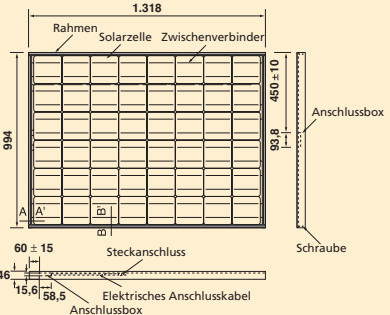 1.318
Rahmen
Solarzelle
Zwischenverbinder
450 ± 10
994
Anschlussbox
93,8
A A'
B B'
Schraube
60 ± 15
Steckanschluss
46
15,6
58,5
Elektrisches Anschlusskabel
Anschlussbox